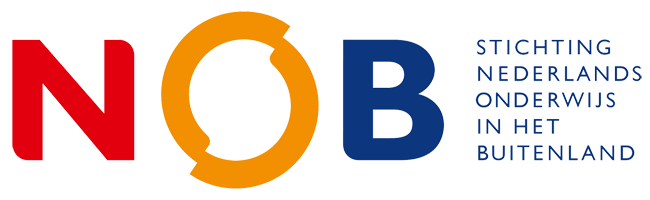 NOB
STICHTING
NEDERLANDS
ONDERWIJS
IN HET
BUITENLAND